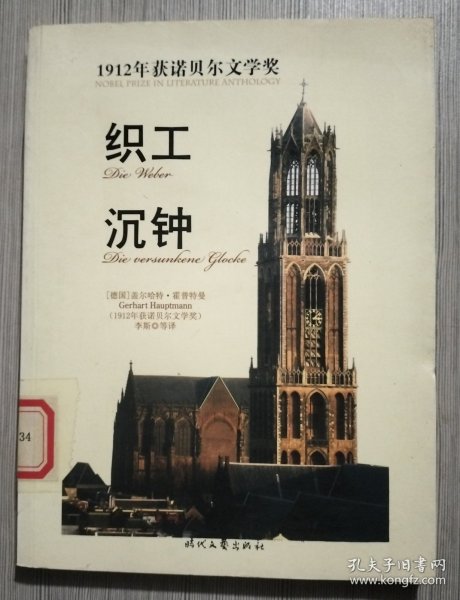 1912年获诺贝尔文学奖
NOBEL PRIZE IN LITERATURE ANTHOLOGY
织工
Die Weber
沉钟
Die versunkene Glocke
[德国]盖尔哈特·霍普特曼
Gerhart Hauptmann
(1912年获诺贝尔文学奖)
李斯◎等译
34
时代文艺出版社
孔夫子旧书网